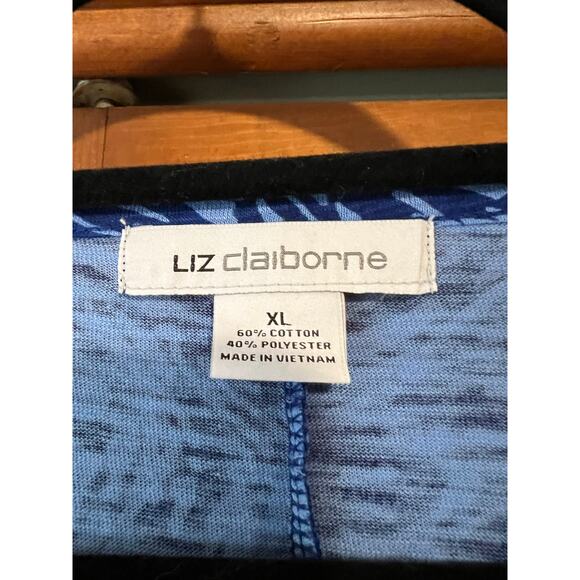 LIZ claiborne
XL
60% COTTON
40% POLYESTER
MADE IN VIETNAM